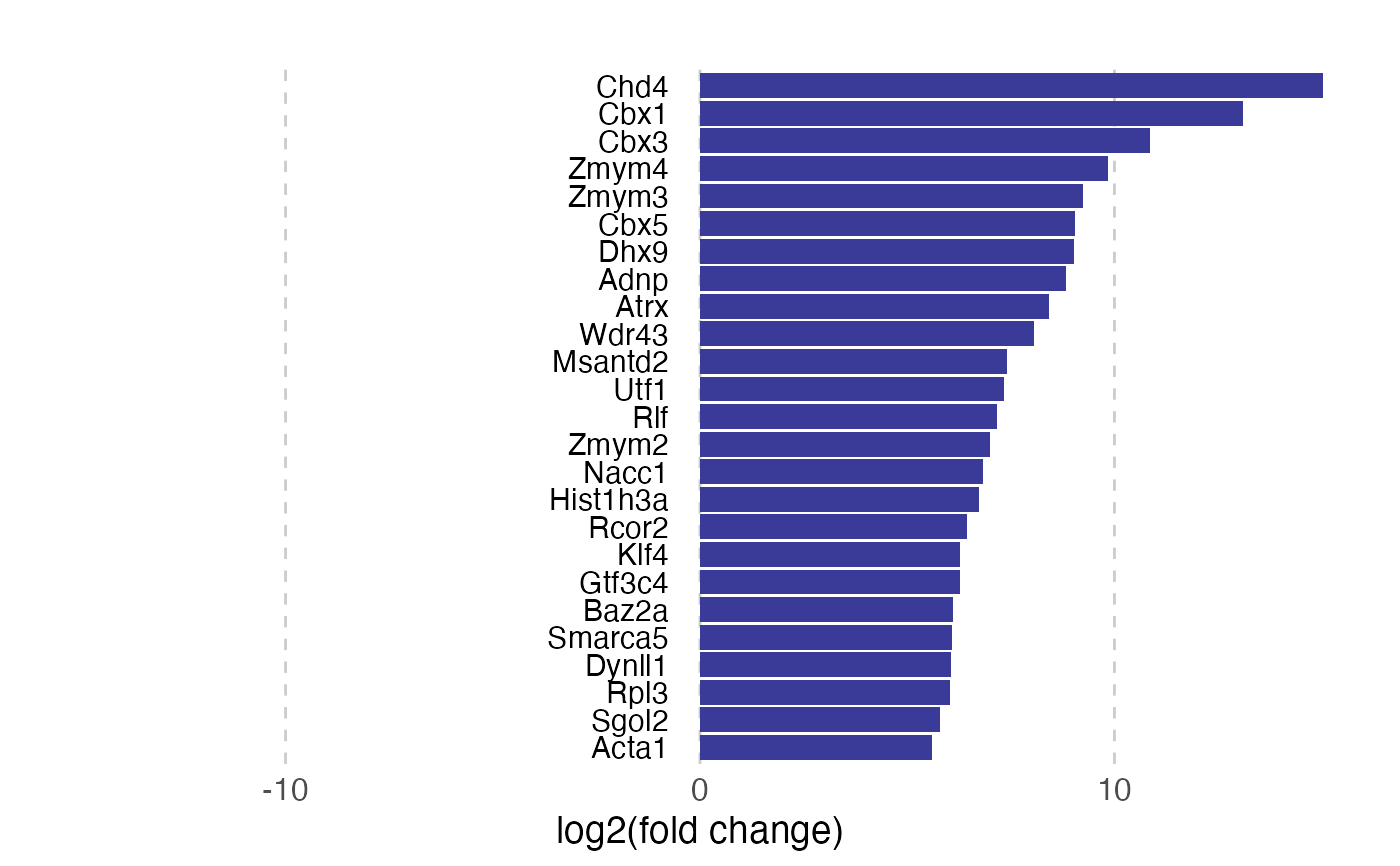 Chd4
Cbx1
Cbx3
Zmym4
Zmym3
Cbx5
Dhx9
Adnp
Atrx
Wdr43
Msantd2
Utf1
Rlf
Zmym2
Nacc1
Hist1h3a
Rcor2
Klf4
Gtf3c4
Baz2a
Smarca5
Dynll1
Rpl3
Sgol2
Acta1
-10 0 10
log2(fold change)